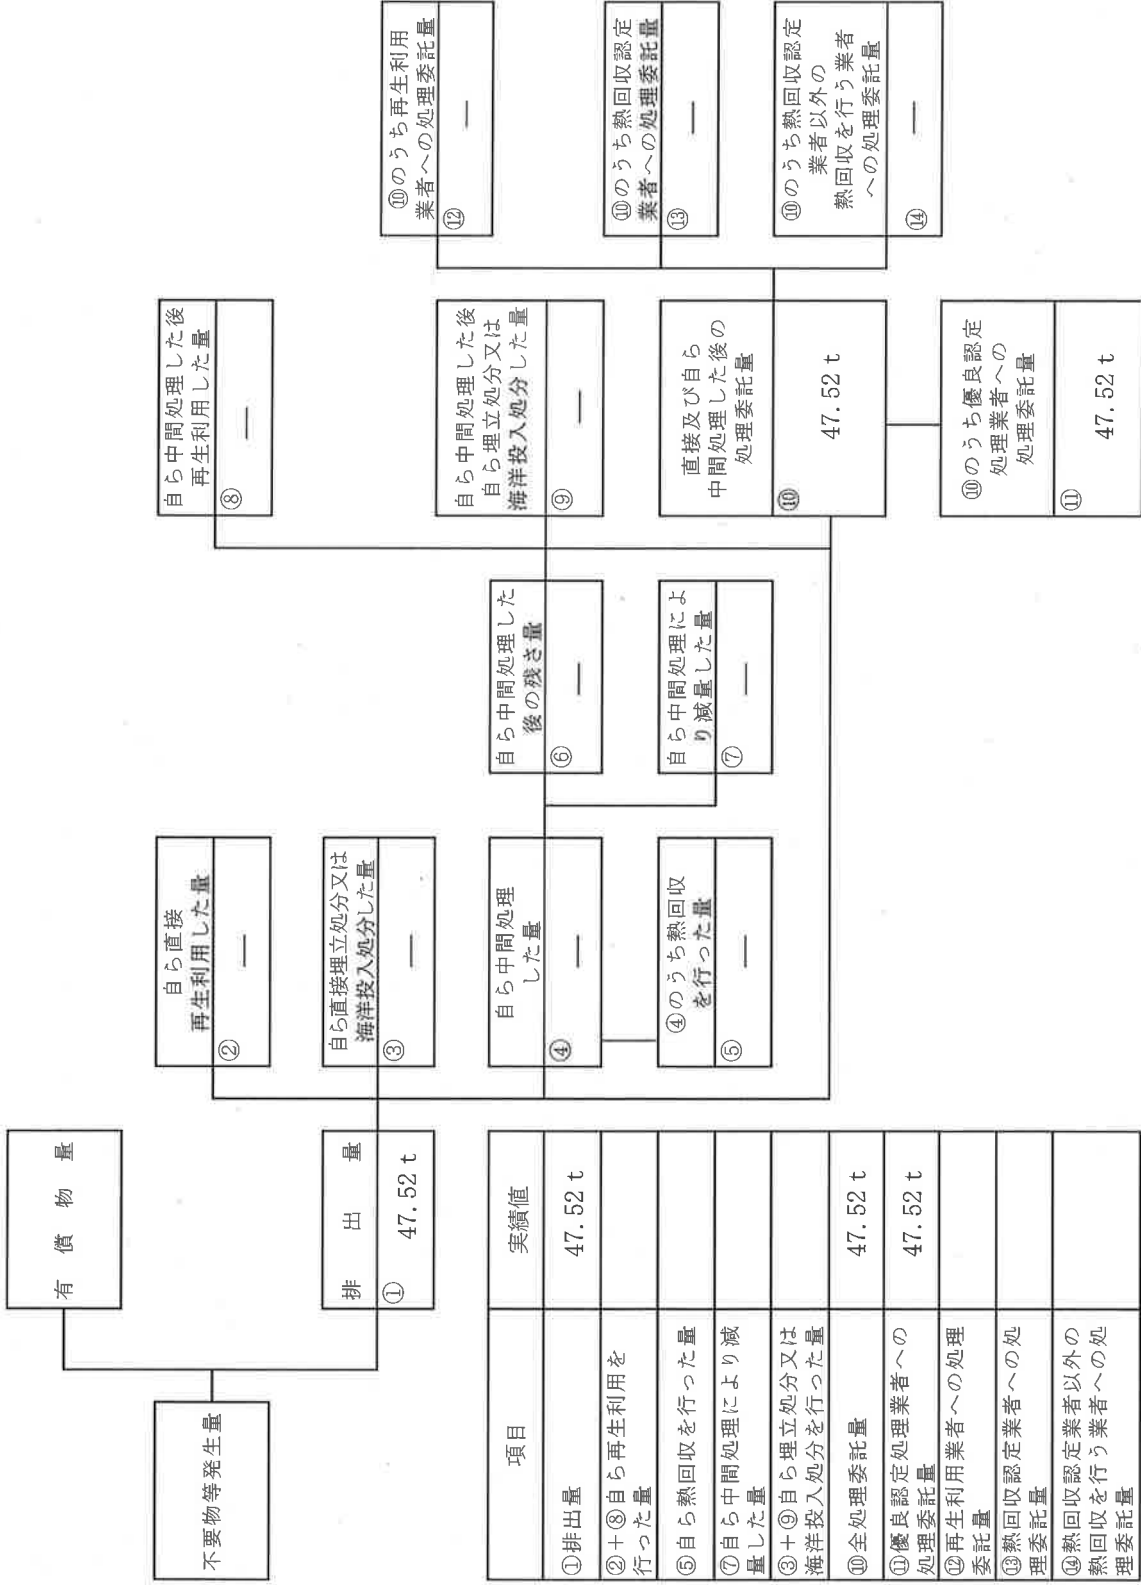 不要物等発生量
有償物量
排出量
① 47.52 t
自ら直接
再生利用した量
② ―
自ら直接埋立処分又は
海洋投入処分した量
③ ―
自ら中間処理
した量
④ ―
④のうち熱回収
を行った量
⑤ ―
自ら中間処理した
後の残さ量
⑥ ―
自ら中間処理によ
り減量した量
⑦ ―
自ら中間処理した後
再生利用した量
⑧ ―
自ら中間処理した後
自ら埋立処分又は
海洋投入処分した量
⑨ ―
直接及び自ら
中間処理した後の
処理委託量
⑩ 47.52 t
⑩のうち優良認定
処理業者への
処理委託量
⑪ 47.52 t
⑩のうち再生利用
業者への処理委託量
⑫ ―
⑩のうち熱回収認定
業者への処理委託量
⑬ ―
⑩のうち熱回収認定
業者以外の
熱回収を行う業者
への処理委託量
⑭ ―
項目 実績値
①排出量 47.52 t
②+⑧自ら再生利用を
行った量
⑤自ら熱回収を行った量
⑦自ら中間処理により減
量した量
③+⑨自ら埋立処分又は
海洋投入処分を行った量
⑩全処理委託量 47.52 t
⑪優良認定処理業者への
処理委託量 47.52 t
⑫再生利用業者への処理
委託量
⑬熱回収認定業者への処
理委託量
⑭熱回収認定業者以外の
熱回収を行う業者への処
理委託量